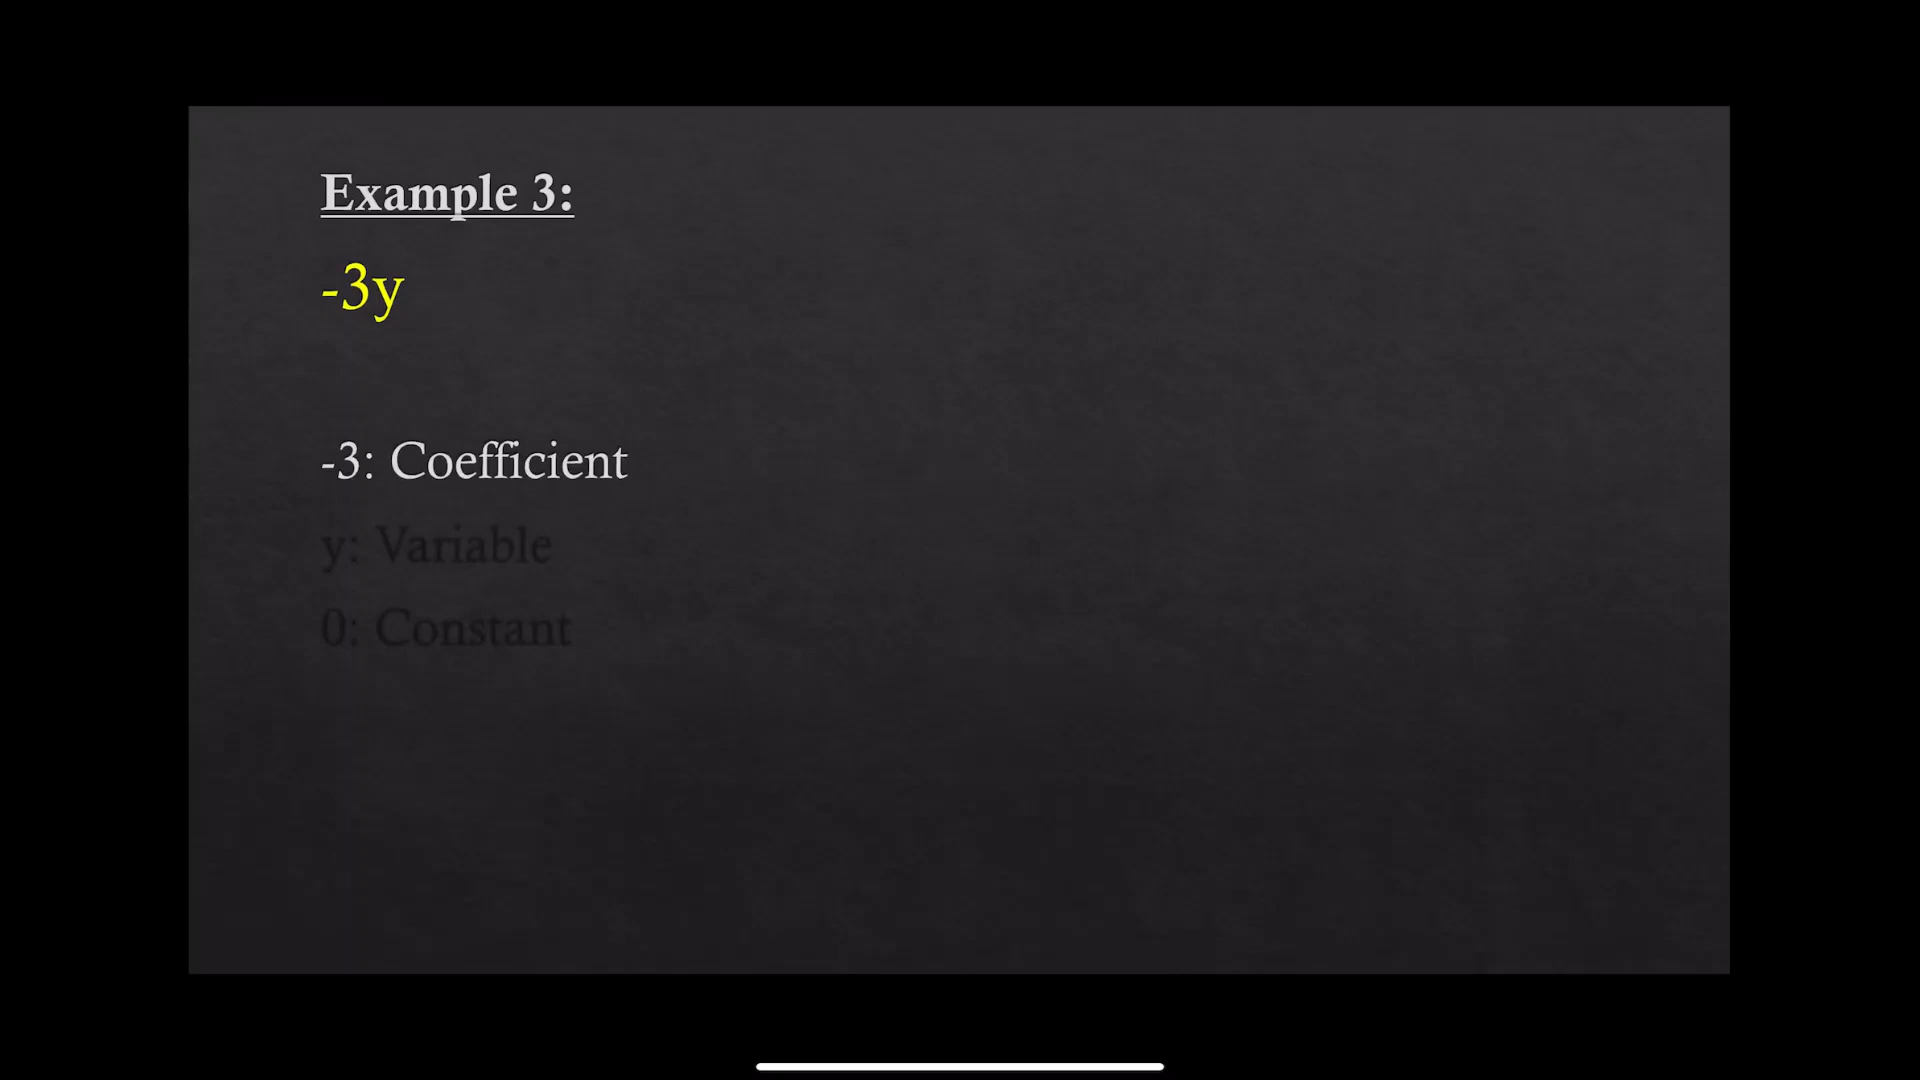 Example 3:
-3y
-3: Coefficient
y: Variable
0: Constant